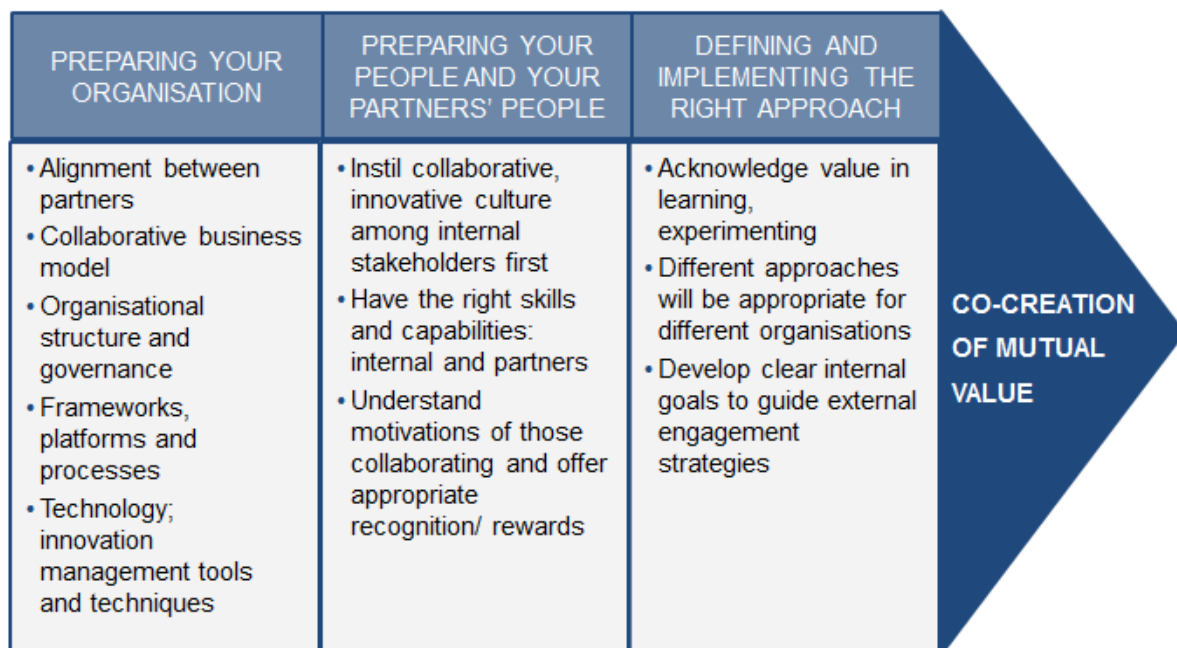 PREPARING YOUR
ORGANISATION
PREPARING YOUR
PEOPLE AND YOUR
PARTNERS' PEOPLE
DEFINING AND
IMPLEMENTING THE
RIGHT APPROACH
• Alignment between
partners
• Collaborative business
model
• Organisational
structure and
governance
• Frameworks,
platforms and
processes
• Technology;
innovation
management tools
and techniques
• Instil collaborative,
innovative culture
among internal
stakeholders first
• Have the right skills
and capabilities:
internal and partners
• Understand
motivations of those
collaborating and offer
appropriate
recognition/ rewards
• Acknowledge value in
learning,
experimenting
• Different approaches
will be appropriate for
different organisations
• Develop clear internal
goals to guide external
engagement
strategies
CO-CREATION
OF MUTUAL
VALUE